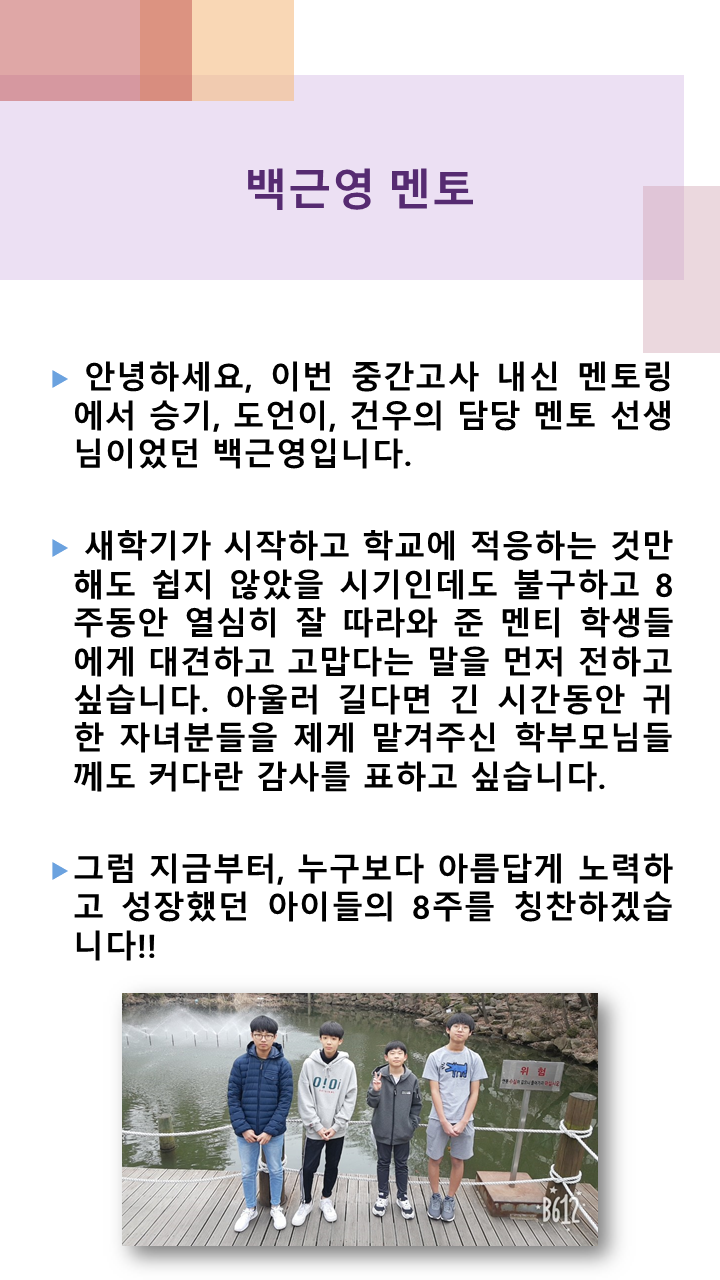 백근영 멘토
안녕하세요, 이번 중간고사 내신 멘토링
에서 승기, 도언이, 건우의 담당 멘토 선생
님이었던 백근영입니다.
새학기가 시작하고 학교에 적응하는 것만
해도 쉽지 않았을 시기인데도 불구하고 8
주동안 열심히 잘 따라와 준 멘티 학생들
에게 대견하고 고맙다는 말을 먼저 전하고
싶습니다. 아울러 길다면 긴 시간동안 귀
한 자녀분들을 제게 맡겨주신 학부모님들
께도 커다란 감사를 표하고 싶습니다.
그럼 지금부터, 누구보다 아름답게 노력하
고 성장했던 아이들의 8주를 칭찬하겠습
니다!!
O!Oi
위 험
B612